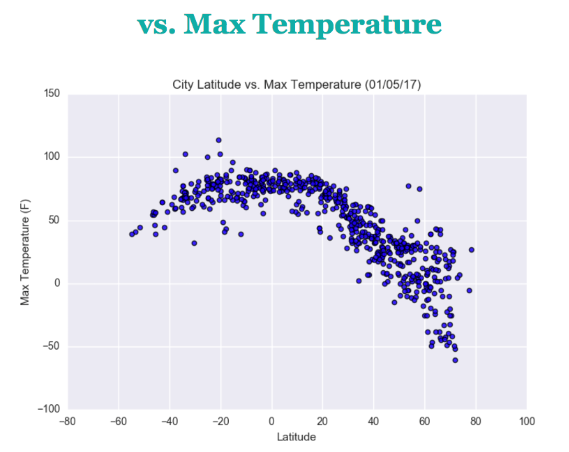 vs. Max Temperature
City Latitude vs. Max Temperature (01/05/17)
150
100
50
0
−50
−100
Max Temperature (F)
−80 −60 −40 −20 0 20 40 60 80 100
Latitude